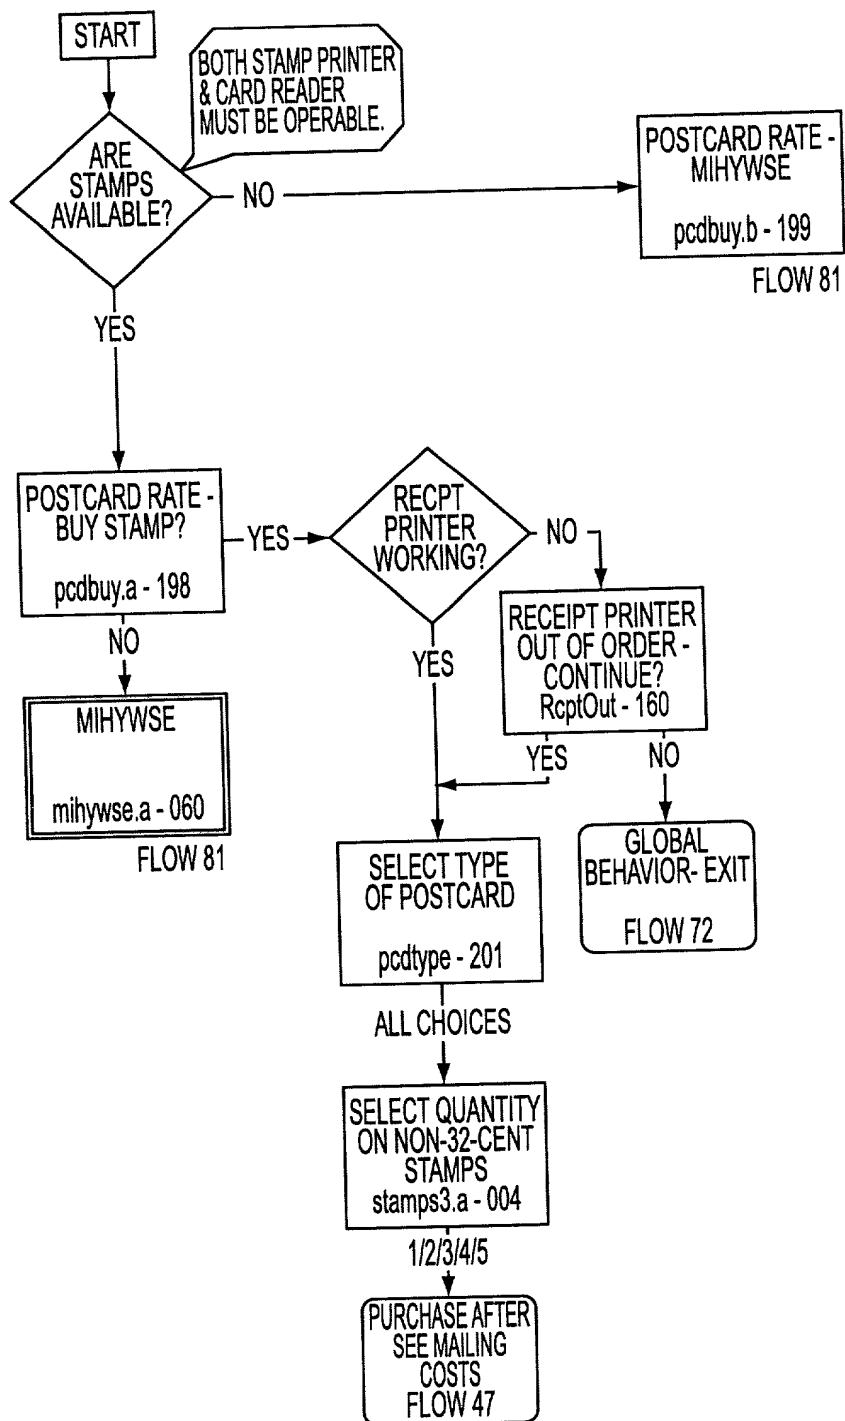 START
BOTH STAMP PRINTER
& CARD READER
MUST BE OPERABLE.
ARE
STAMPS
AVAILABLE?
NO
POSTCARD RATE -
MIHYWSE
pcdbuy.b - 199
FLOW 81
YES
POSTCARD RATE -
BUY STAMP?
pcdbuy.a - 198
YES
RECPT
PRINTER
WORKING?
NO
RECEIPT PRINTER
OUT OF ORDER -
CONTINUE?
RcptOut - 160
NO
MIHYWSE
mihywse.a - 060
FLOW 81
YES
YES
NO
GLOBAL
BEHAVIOR- EXIT
FLOW 72
SELECT TYPE
OF POSTCARD
pcdtype - 201
ALL CHOICES
SELECT QUANTITY
ON NON-32-CENT
STAMPS
stamps3.a - 004
1/2/3/4/5
PURCHASE AFTER
SEE MAILING
COSTS
FLOW 47